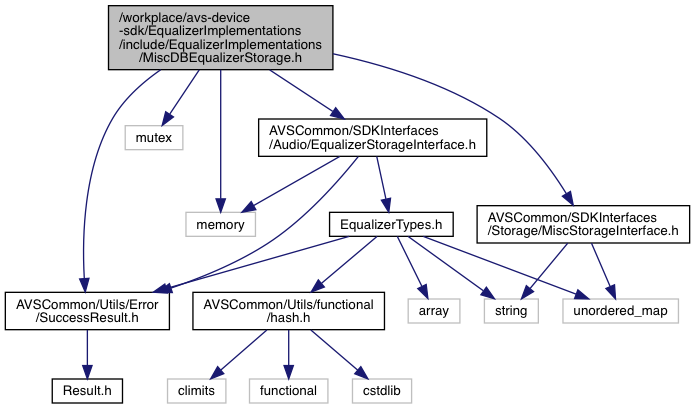 /workplace/avs-device
-sdk/EqualizerImplementations
/include/EqualizerImplementations
/MiscDBEqualizerStorage.h
mutex
AVSCommon/SDKInterfaces
/Audio/EqualizerStorageInterface.h
memory
EqualizerTypes.h
AVSCommon/SDKInterfaces
/Storage/MiscStorageInterface.h
AVSCommon/Utils/Error
/SuccessResult.h
AVSCommon/Utils/functional
/hash.h
array
string
unordered_map
Result.h
climits
functional
cstdlib